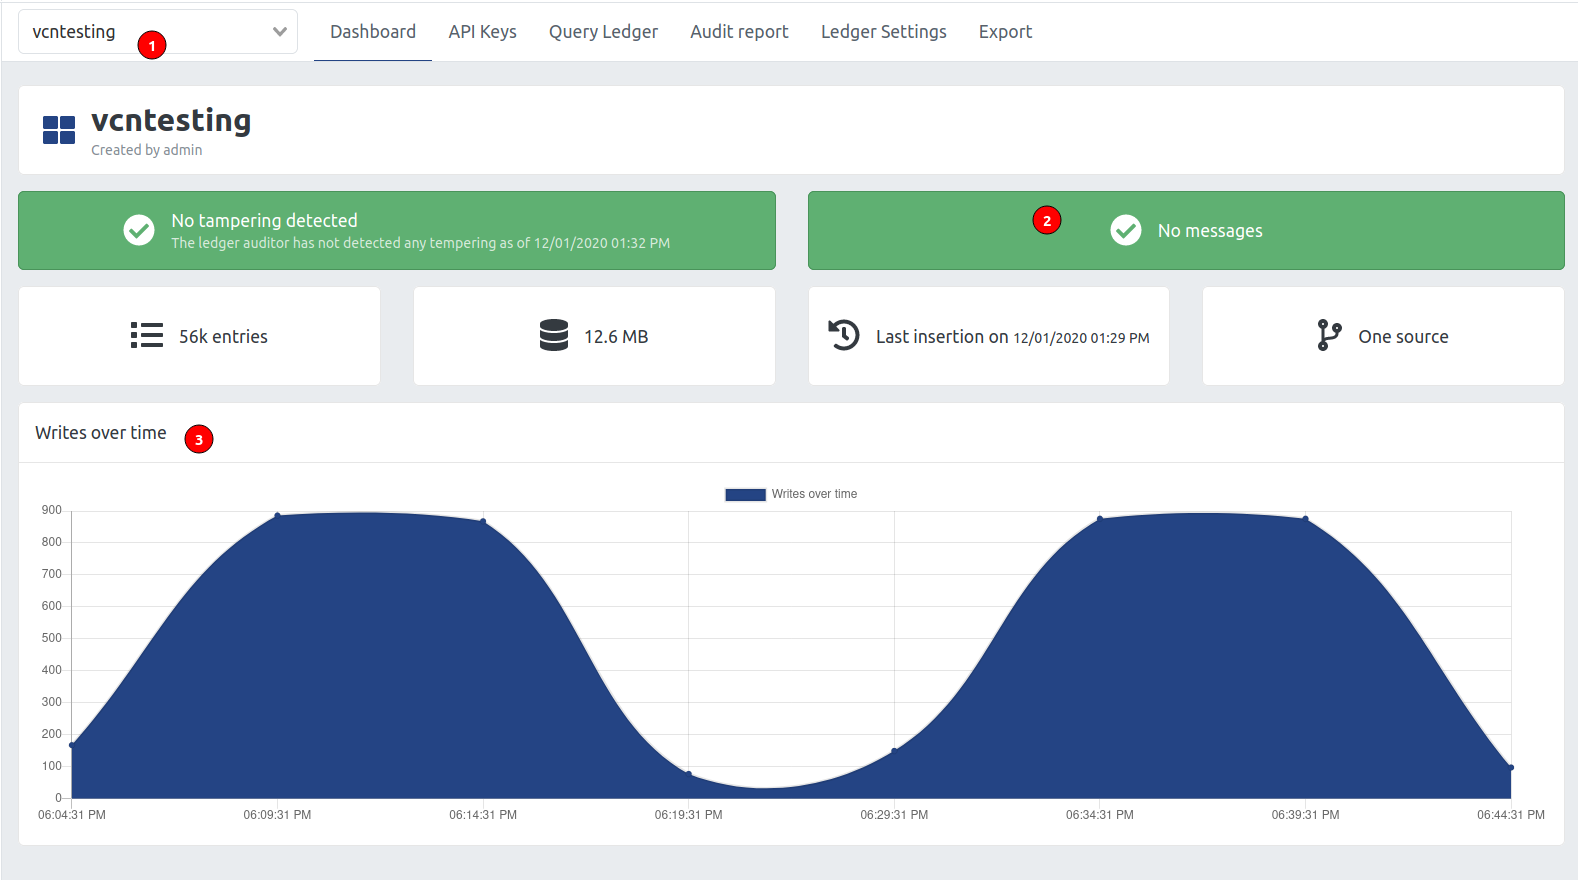 vcntesting
1
Dashboard
API Keys
Query Ledger
Audit report
Ledger Settings
Export
vcntesting
Created by admin
No tampering detected
The ledger auditor has not detected any tempering as of 12/01/2020 01:32 PM
2
No messages
56k entries
12.6 MB
Last insertion on 12/01/2020 01:29 PM
One source
Writes over time
3
Writes over time
900
800
700
600
500
400
300
200
100
0
06:04:31 PM
06:09:31 PM
06:14:31 PM
06:19:31 PM
06:29:31 PM
06:34:31 PM
06:39:31 PM
06:44:31 PM